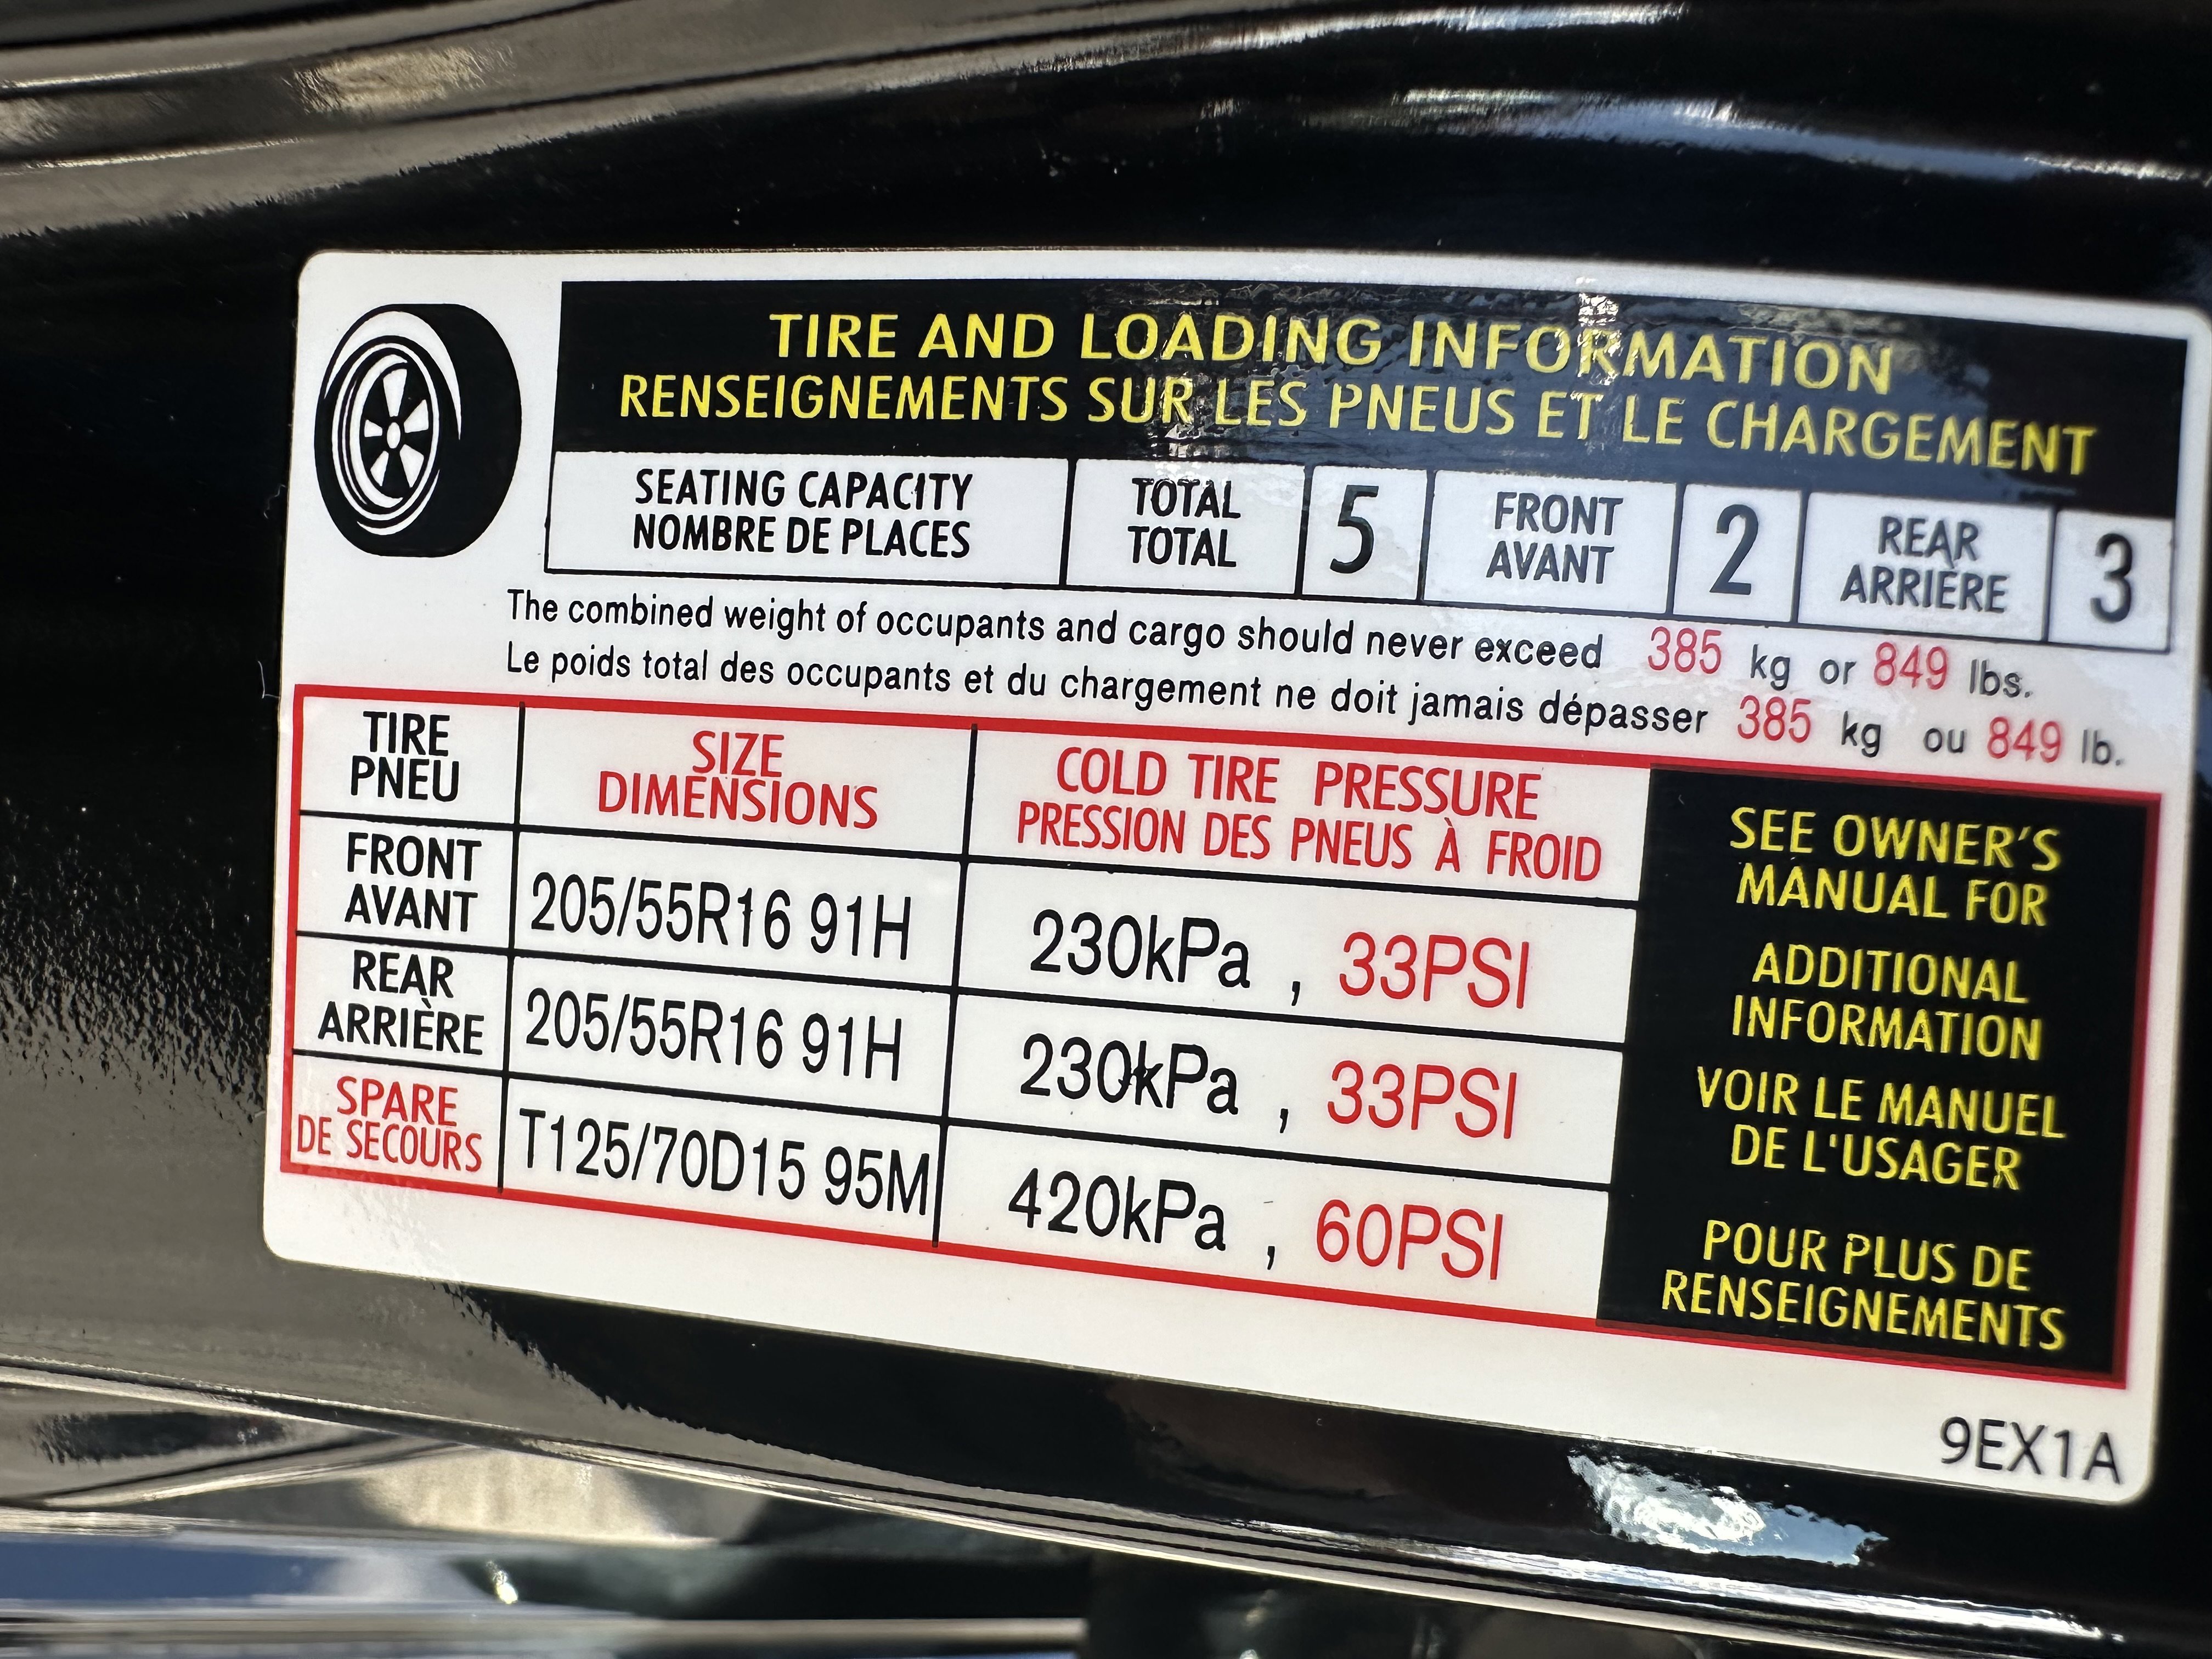 TIRE AND LOADING INFORMATION
RENSEIGNEMENTS SUR LES PNEUS ET LE CHARGEMENT
SEATING CAPACITY
NOMBRE DE PLACES
TOTAL
TOTAL
5
FRONT
AVANT
2
REAR
ARRIÈRE
3
The combined weight of occupants and cargo should never exceed 385 kg or 849 lbs.
Le poids total des occupants et du chargement ne doit jamais dépasser 385 kg ou 849 lb.
TIRE
PNEU
SIZE
DIMENSIONS
COLD TIRE PRESSURE
PRESSION DES PNEUS À FROID
FRONT
AVANT
205/55R16 91H
230kPa , 33PSI
REAR
ARRIÈRE
205/55R16 91H
230kPa , 33PSI
SPARE
DE SECOURS
T125/70D15 95M
420kPa , 60PSI
SEE OWNER'S
MANUAL FOR
ADDITIONAL
INFORMATION
VOIR LE MANUEL
DE L'USAGER
POUR PLUS DE
RENSEIGNEMENTS
9EX1A